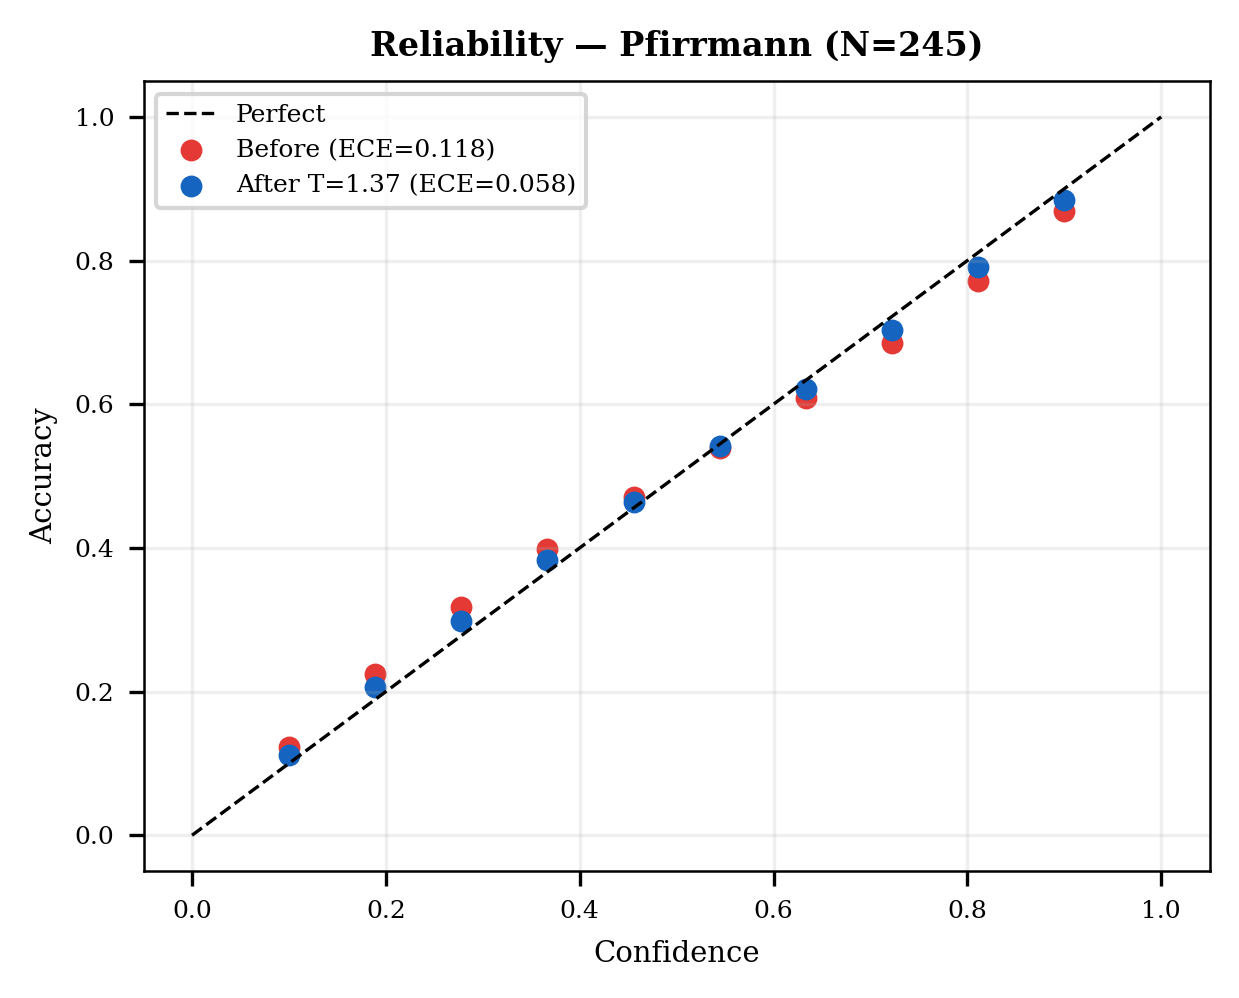 Reliability — Pfirrmann (N=245)
Perfect
Before (ECE=0.118)
After T=1.37 (ECE=0.058)
1.0
0.8
0.6
0.4
0.2
0.0
Accuracy
0.0 0.2 0.4 0.6 0.8 1.0
Confidence